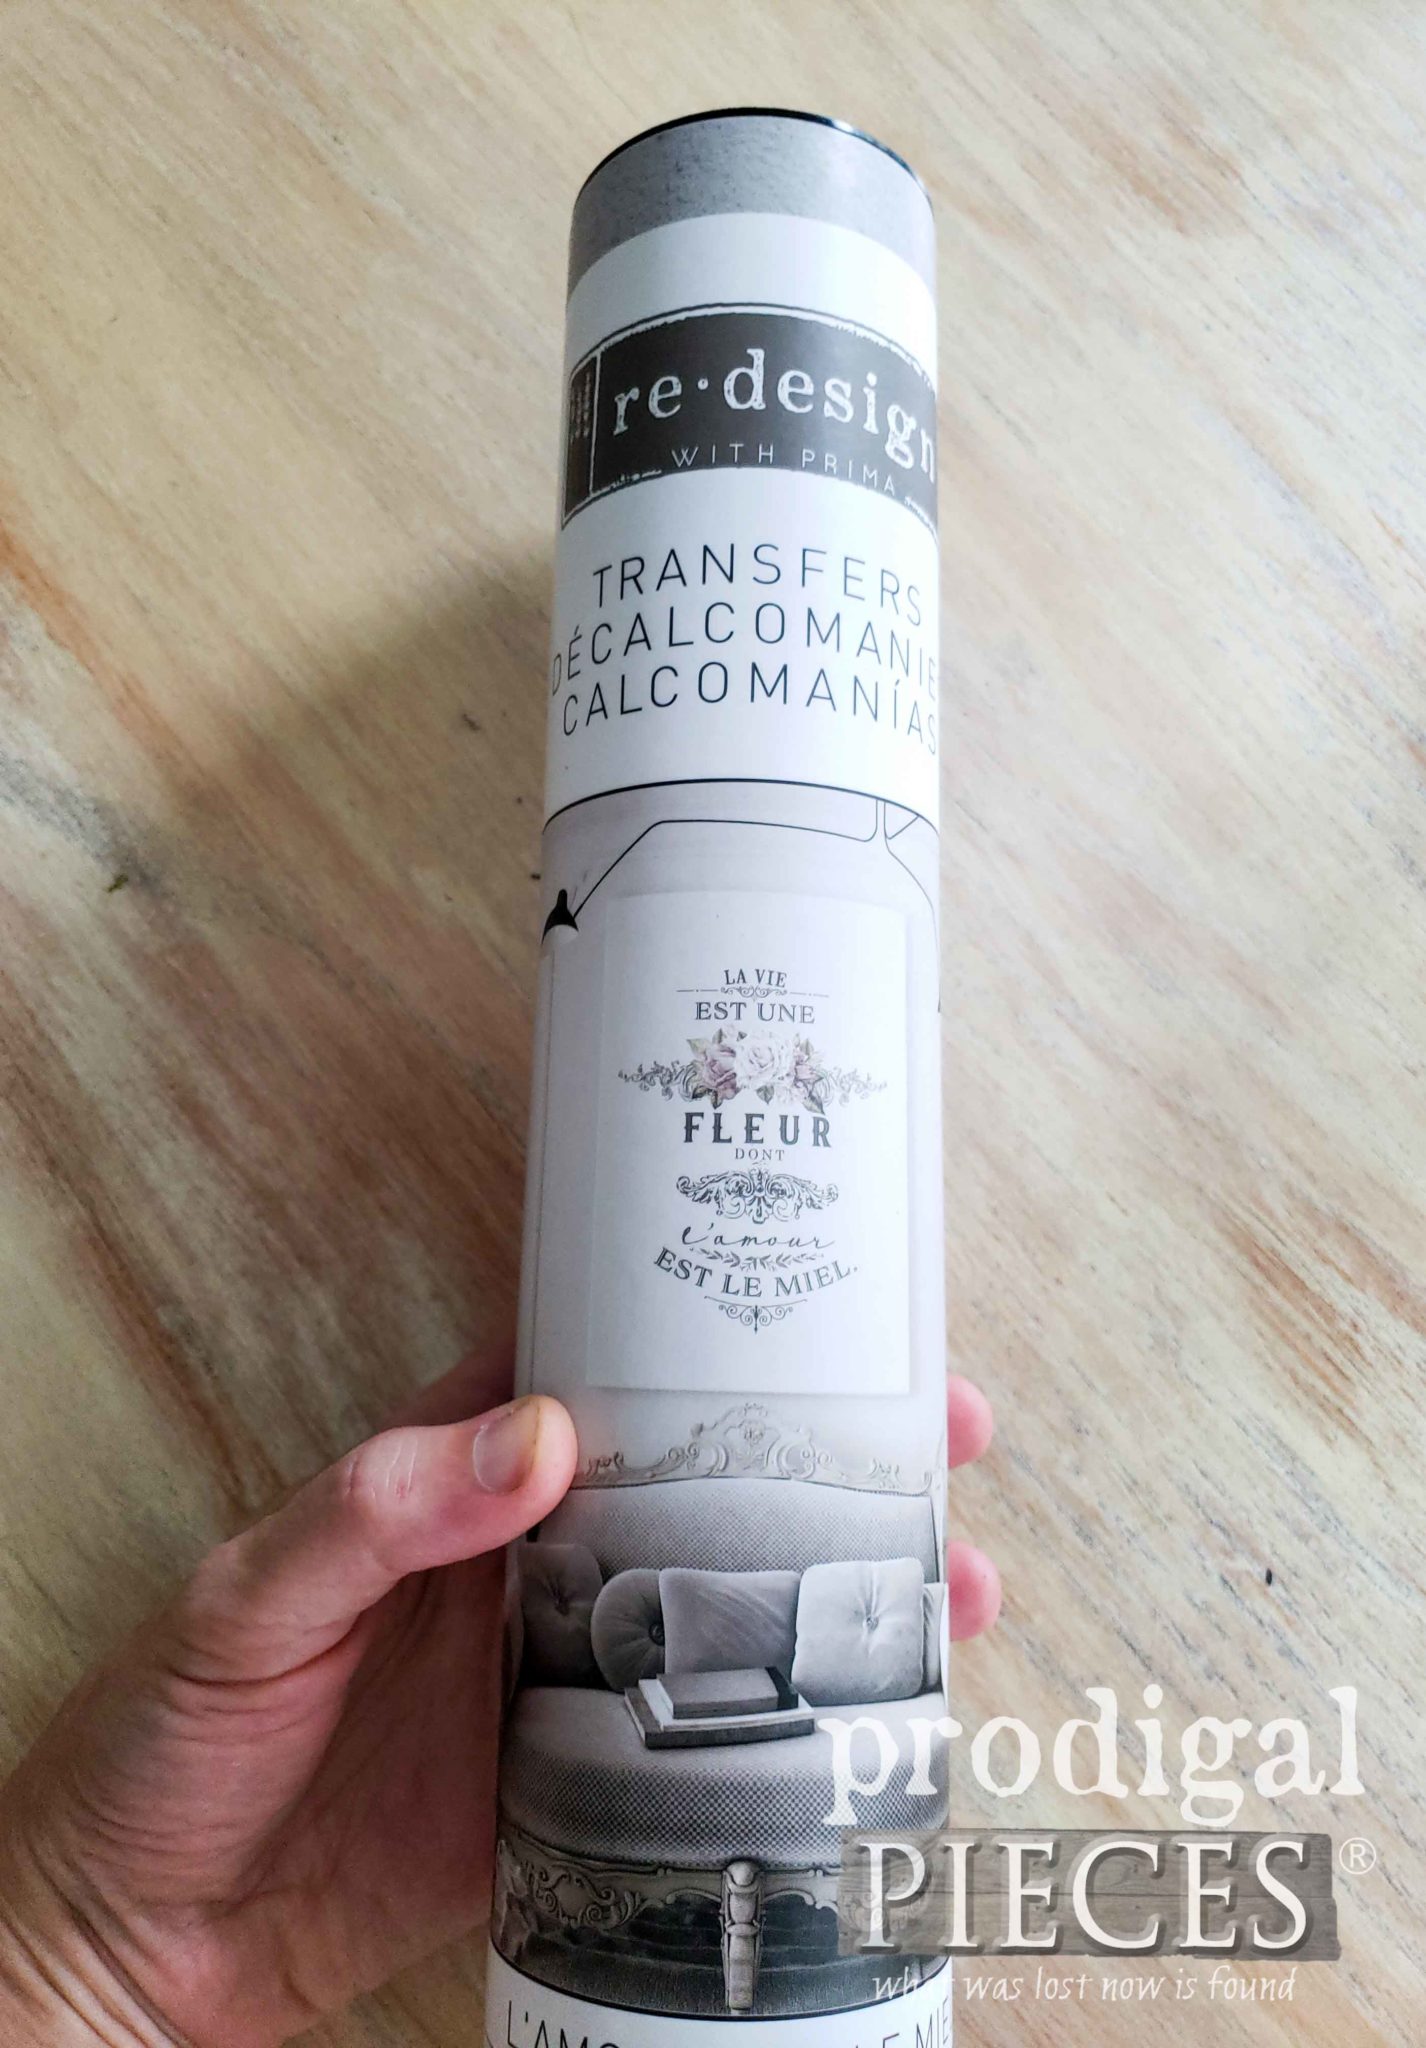 re·design
WITH PRIMA
TRANSFERS
DÉCALCOMANIE
CALCOMANÍAS
LA VIE
EST UNE
FLEUR
DONT
l'amour
EST LE MIEL.
prodigal
PIECES®
what was lost now is found